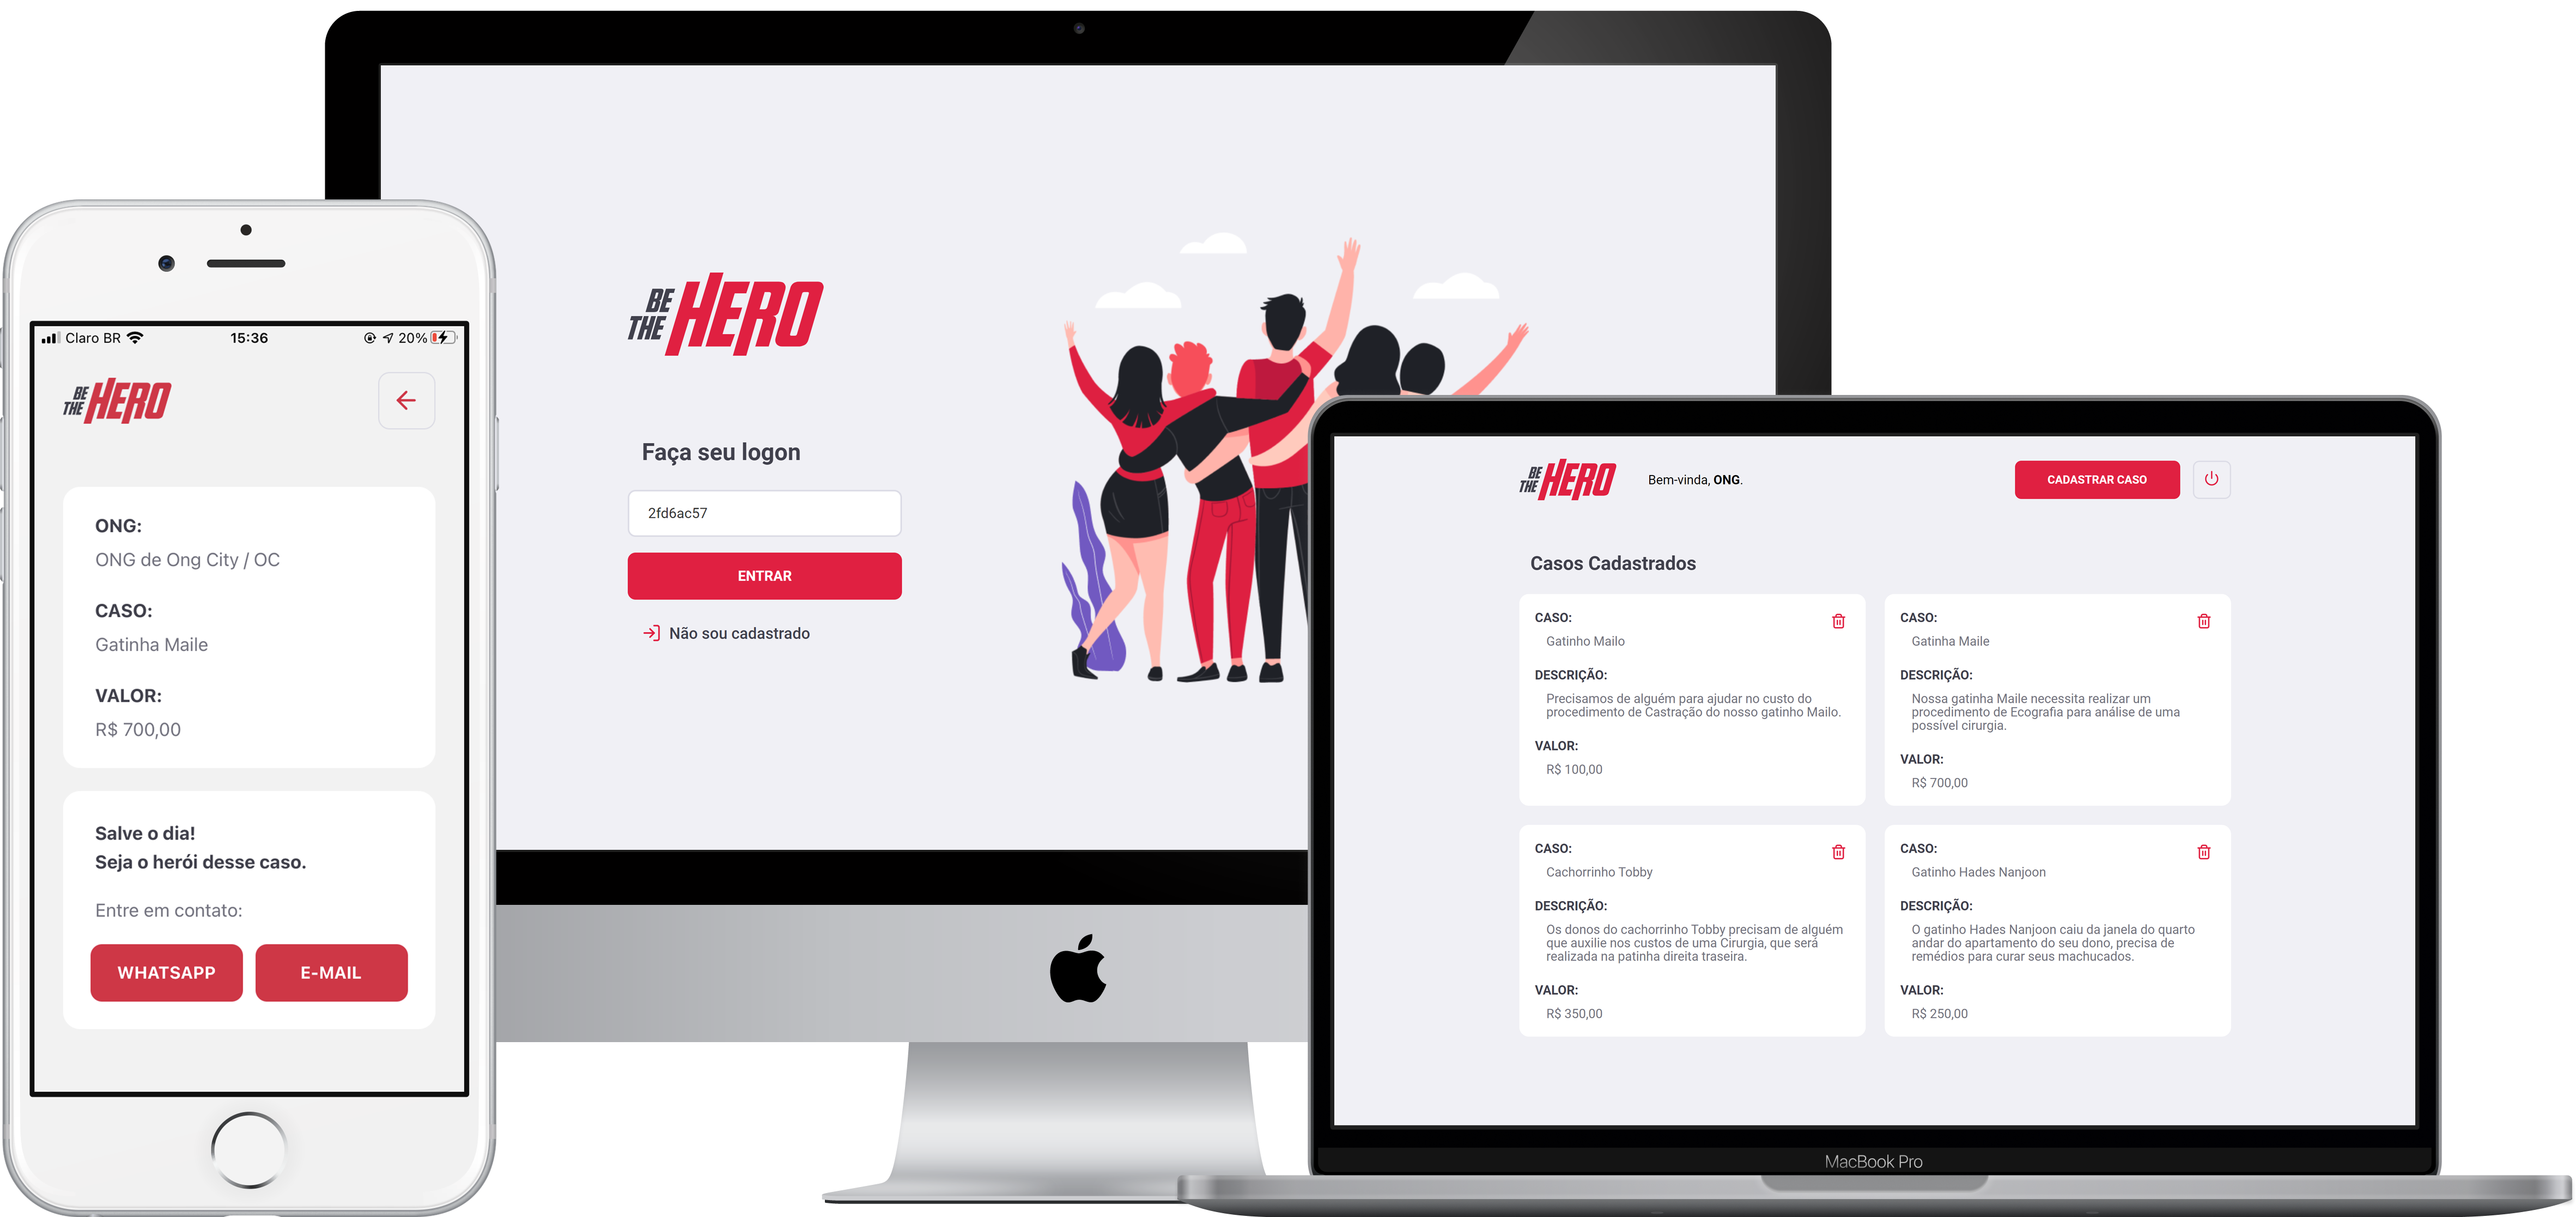 Claro BR
15:36
20%
BE
THE HERO
ONG:
ONG de Ong City / OC
CASO:
Gatinha Maile
VALOR:
R$ 700,00
Salve o dia!
Seja o herói desse caso.
Entre em contato:
WHATSAPP
E-MAIL
BE
THE HERO
Faça seu logon
2fd6ac57
ENTRAR
Não sou cadastrado
BE
THE HERO
Bem-vinda, ONG.
CADASTRAR CASO
Casos Cadastrados
CASO:
Gatinho Mailo
DESCRIÇÃO:
Precisamos de alguém para ajudar no custo do
procedimento de Castração do nosso gatinho Mailo.
VALOR:
R$ 100,00
CASO:
Gatinha Maile
DESCRIÇÃO:
Nossa gatinha Maile necessita realizar um
procedimento de Ecografia para análise de uma
possível cirurgia.
VALOR:
R$ 700,00
CASO:
Cachorrinho Tobby
DESCRIÇÃO:
Os donos do cachorrinho Tobby precisam de alguém
que auxilie nos custos de uma Cirurgia, que será
realizada na patinha direita traseira.
VALOR:
R$ 350,00
CASO:
Gatinho Hades Nanjoon
DESCRIÇÃO:
O gatinho Hades Nanjoon caiu da janela do quarto
andar do apartamento do seu dono, precisa de
remédios para curar seus machucados.
VALOR:
R$ 250,00
MacBook Pro